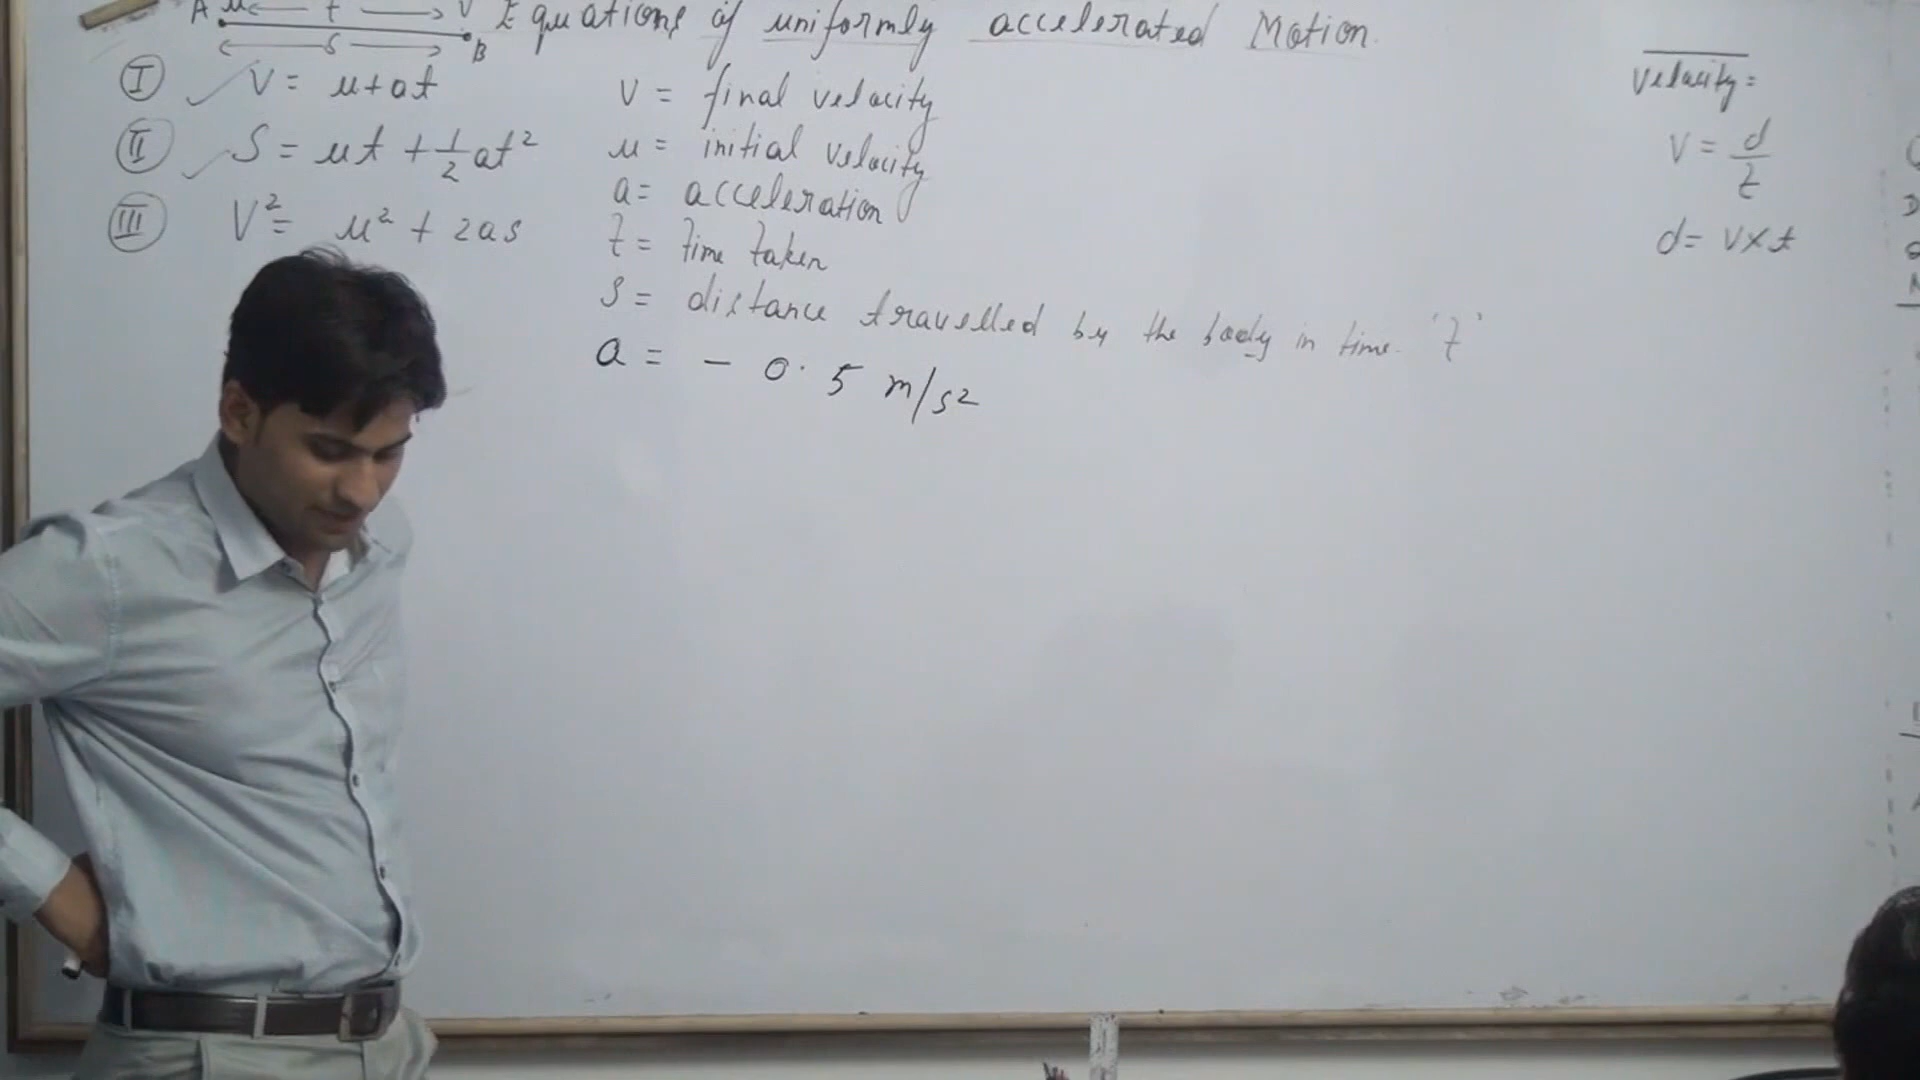 A u t v Equations of uniformly accelerated Motion
S B
I V = u + at
II S = ut + 1/2 at²
III V² = u² + 2as
v = final velocity
u = initial velocity
a = acceleration
t = time taken
S = distance travelled by the body in time 't'
a = - 0.5 m/s²
Velocity =
V = d/t
d = v×t